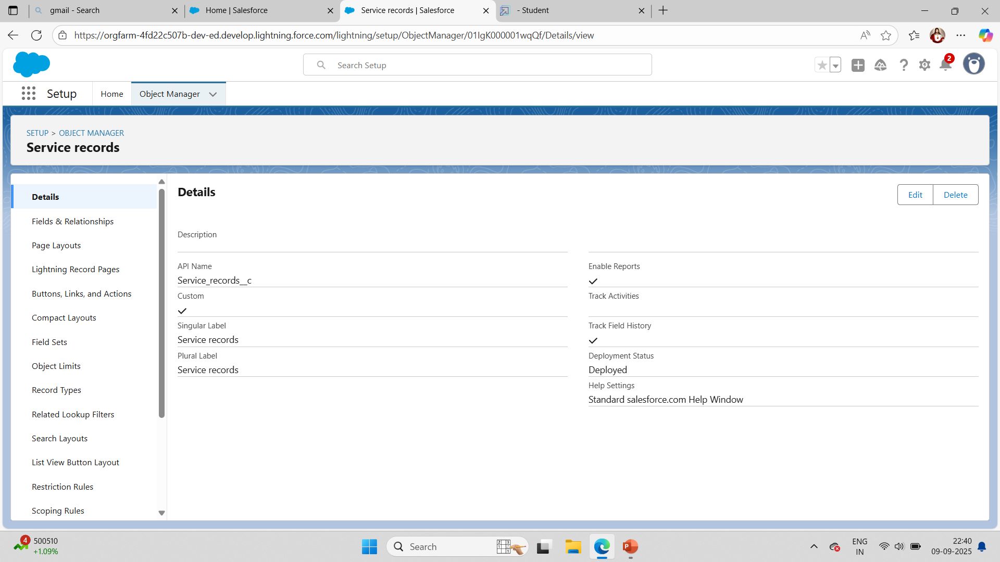 gmail - Search
Home | Salesforce
Service records | Salesforce
- Student
https://orgfarm-4fd22c507b-dev-ed.develop.lightning.force.com/lightning/setup/ObjectManager/01IgK000001wqQf/Details/view
Search Setup
2
Setup
Home
Object Manager
SETUP > OBJECT MANAGER
Service records
Details
Fields & Relationships
Page Layouts
Lightning Record Pages
Buttons, Links, and Actions
Compact Layouts
Field Sets
Object Limits
Record Types
Related Lookup Filters
Search Layouts
List View Button Layout
Restriction Rules
Scoping Rules
Details
Edit
Delete
Description
API Name
Service_records__c
Custom
Singular Label
Service records
Plural Label
Service records
Enable Reports
Track Activities
Track Field History
Deployment Status
Deployed
Help Settings
Standard salesforce.com Help Window
4
500510
+1.09%
Search
ENG
IN
22:40
09-09-2025